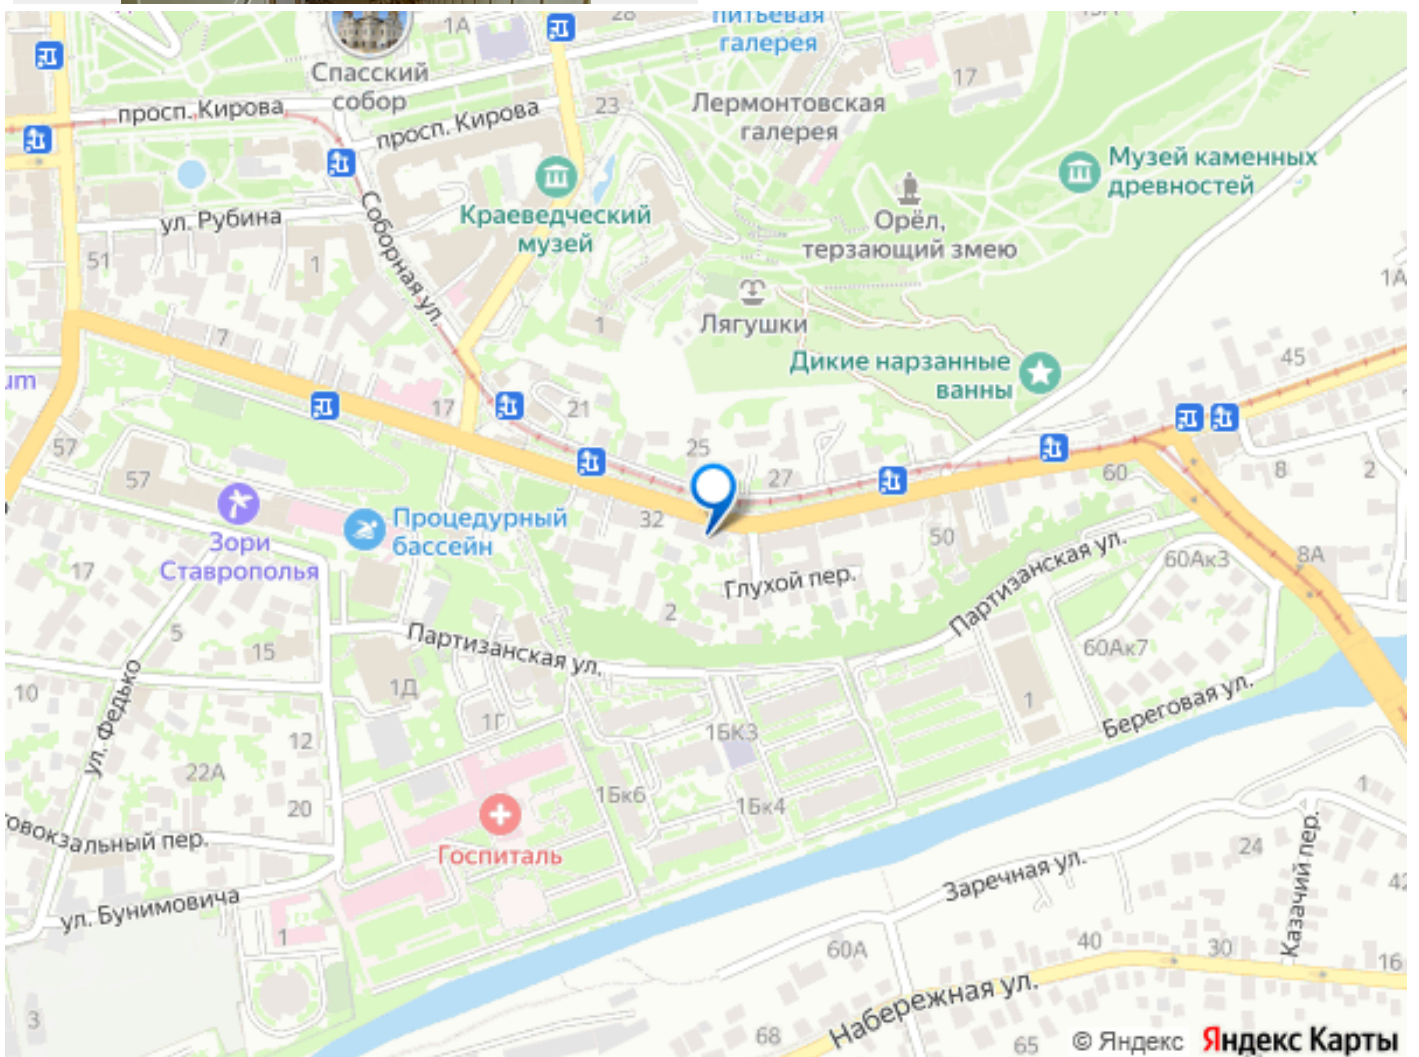 28
1А
питьевая
галерея
17
Спасский
собор
просп. Кирова
просп. Кирова
23
Лермонтовская
галерея
Музей каменных
древностей
ул. Рубина
Соборная ул.
Краеведческий
музей
Орёл,
терзающий змею
51
1
1А
7
1
Лягушки
45
Дикие нарзанные
ванны
17
21
57
25
27
60
8
2
57
32
50
Процедурный
бассейн
Зори
Ставрополья
17
Глухой пер.
Партизанская ул.
60Ак3
8А
5
15
2
Партизанская ул.
60Ак7
10
ул. Федько
1Д
1Г
1
Береговая ул.
12
1БК3
22А
20
1Бк6
1Бк4
1
овокзальный пер.
Госпиталь
24
Казачий пер.
Заречная ул.
42
ул. Бунимовича
1
60А
40
30
16
Набережная ул.
3
68
65
© Яндекс
Яндекс Карты